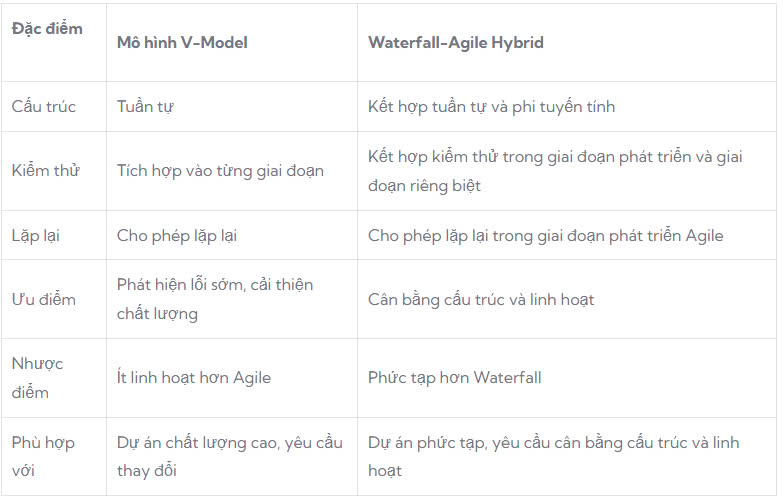 Đặc điểm
Mô hình V-Model
Waterfall-Agile Hybrid
Cấu trúc
Tuần tự
Kết hợp tuần tự và phi tuyến tính
Kiểm thử
Tích hợp vào từng giai đoạn
Kết hợp kiểm thử trong giai đoạn phát triển và giai
đoạn riêng biệt
Lặp lại
Cho phép lặp lại
Cho phép lặp lại trong giai đoạn phát triển Agile
Ưu điểm
Phát hiện lỗi sớm, cải thiện
chất lượng
Cân bằng cấu trúc và linh hoạt
Nhược
điểm
Ít linh hoạt hơn Agile
Phức tạp hơn Waterfall
Phù hợp
với
Dự án chất lượng cao, yêu cầu
thay đổi
Dự án phức tạp, yêu cầu cân bằng cấu trúc và linh
hoạt